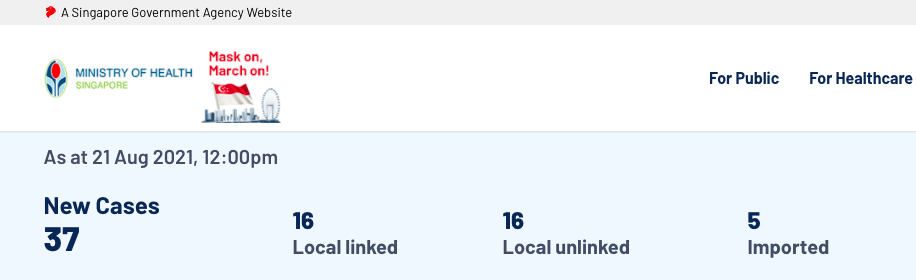 A Singapore Government Agency Website
MINISTRY OF HEALTH
SINGAPORE
Mask on,
March on!
For Public
For Healthcare
As at 21 Aug 2021, 12:00pm
New Cases
37
16
Local linked
16
Local unlinked
5
Imported